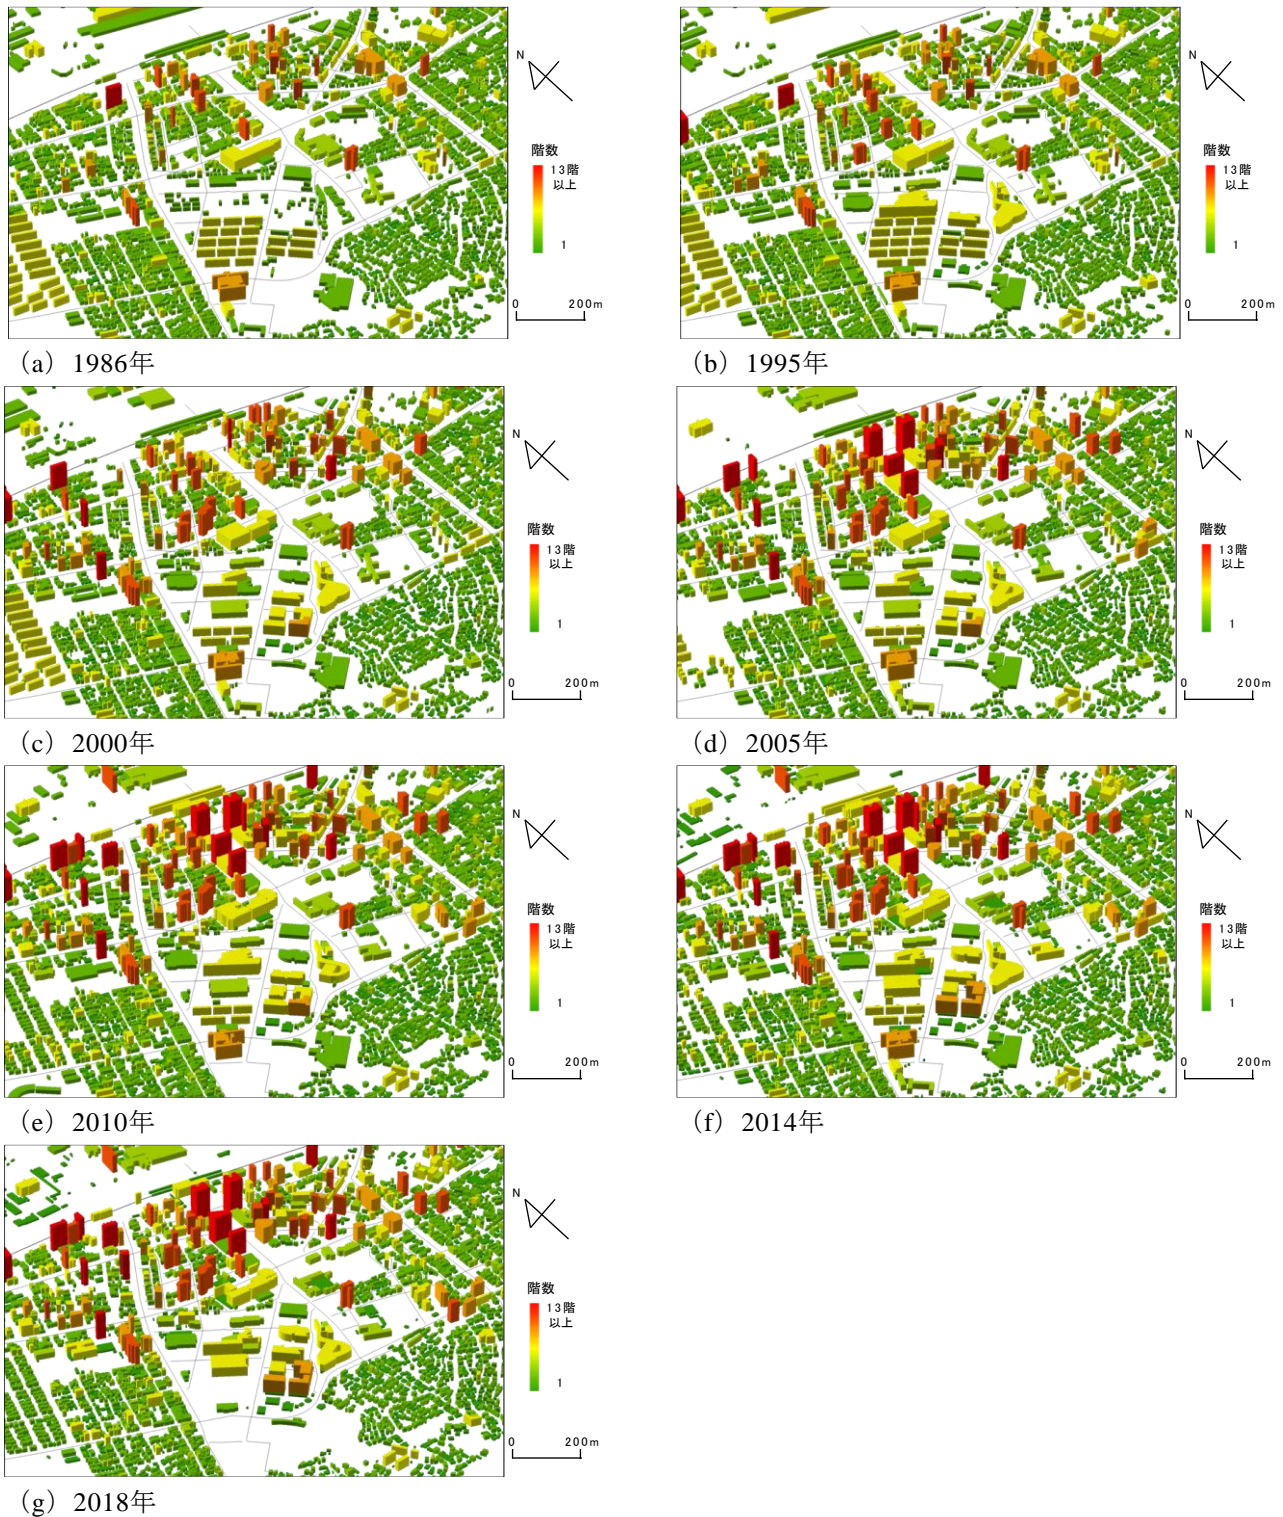 N
階数
13階
以上
1
0 200m
(a) 1986年
N
階数
13階
以上
1
0 200m
(b) 1995年
N
階数
13階
以上
1
0 200m
(c) 2000年
N
階数
13階
以上
1
0 200m
(d) 2005年
N
階数
13階
以上
1
0 200m
(e) 2010年
N
階数
13階
以上
1
0 200m
(f) 2014年
N
階数
13階
以上
1
0 200m
(g) 2018年